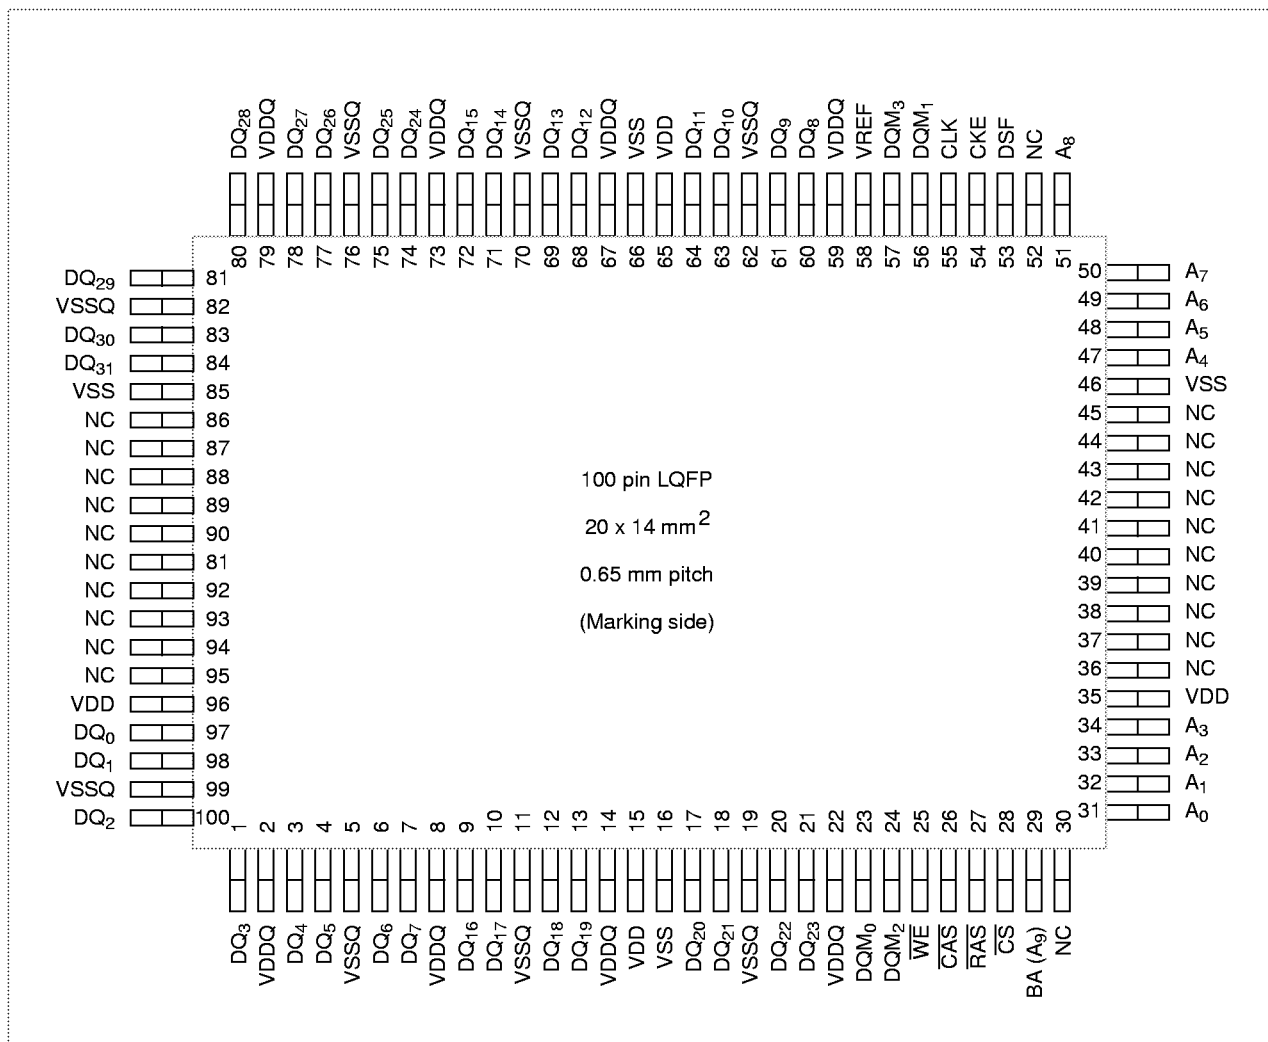 DQ28 VDDQ DQ27 DQ26 VSSQ DQ25 DQ24 VDDQ DQ15 DQ14 VSSQ DQ13 DQ12 VDDQ VSS VDD DQ11 DQ10 VSSQ DQ9 DQ8 VDDQ VREF DQM3 DQM1 CLK CKE DSF NC A8
80 79 78 77 76 75 74 73 72 71 70 69 68 67 66 65 64 63 62 61 60 59 58 57 56 55 54 53 52 51
DQ29 81
VSSQ 82
DQ30 83
DQ31 84
VSS 85
NC 86
NC 87
NC 88
NC 89
NC 90
NC 81
NC 92
NC 93
NC 94
NC 95
VDD 96
DQ0 97
DQ1 98
VSSQ 99
DQ2 100
100 pin LQFP
20 x 14 mm2
0.65 mm pitch
(Marking side)
50 A7
49 A6
48 A5
47 A4
46 VSS
45 NC
44 NC
43 NC
42 NC
41 NC
40 NC
39 NC
38 NC
37 NC
36 NC
35 VDD
34 A3
33 A2
32 A1
31 A0
1 2 3 4 5 6 7 8 9 10 11 12 13 14 15 16 17 18 19 20 21 22 23 24 25 26 27 28 29 30
DQ3 VDDQ DQ4 DQ5 VSSQ DQ6 DQ7 VDDQ DQ16 DQ17 VSSQ DQ18 DQ19 VDDQ VDD VSS DQ20 DQ21 VSSQ DQ22 DQ23 VDDQ DQM0 DQM2 WE CAS RAS CS BA (A9) NC